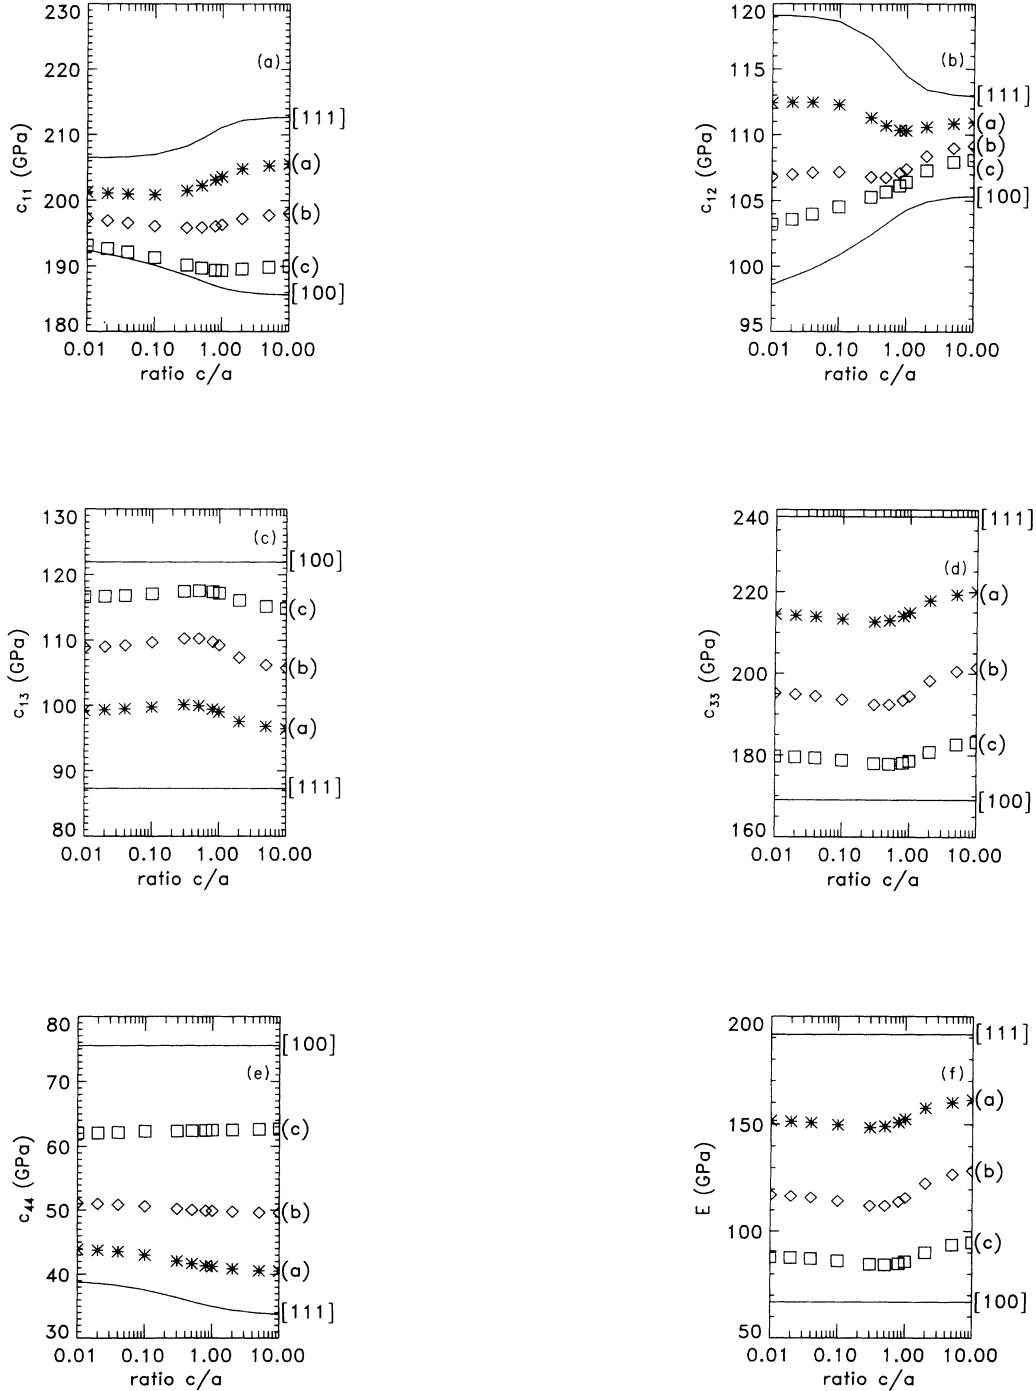 230
220
210
200
190
180
c11 (GPa)
(a)
[111]
(a)
(b)
(c)
[100]
0.01 0.10 1.00 10.00
ratio c/a
120
115
110
105
100
95
c12 (GPa)
(b)
[111]
(a)
(b)
(c)
[100]
0.01 0.10 1.00 10.00
ratio c/a
130
120
110
100
90
80
c13 (GPa)
(c)
[100]
(c)
(b)
(a)
[111]
0.01 0.10 1.00 10.00
ratio c/a
240
220
200
180
160
c33 (GPa)
(d)
[111]
(a)
(b)
(c)
[100]
0.01 0.10 1.00 10.00
ratio c/a
80
70
60
50
40
30
c44 (GPa)
(e)
[100]
(c)
(b)
(a)
[111]
0.01 0.10 1.00 10.00
ratio c/a
200
150
100
50
E (GPa)
(f)
[111]
(a)
(b)
(c)
[100]
0.01 0.10 1.00 10.00
ratio c/a